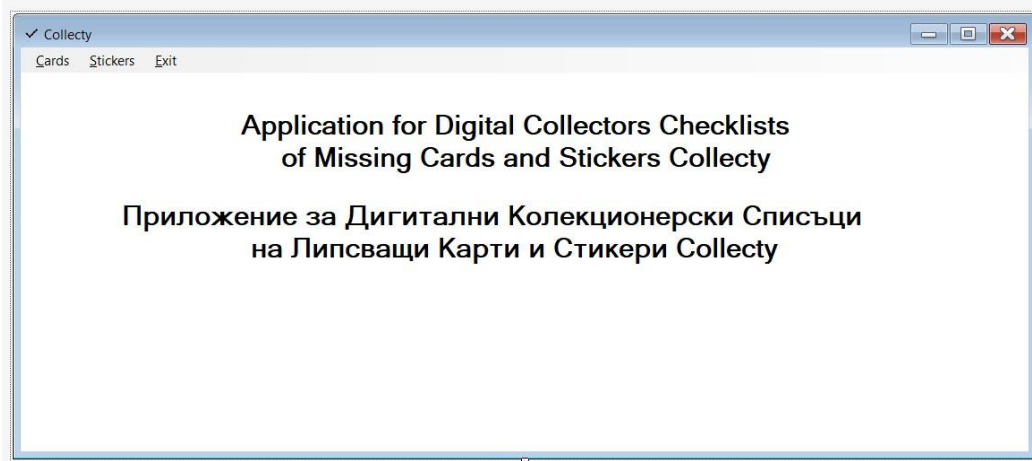 Collecty
Cards Stickers Exit
Application for Digital Collectors Checklists
of Missing Cards and Stickers Collecty
Приложение за Дигитални Колекционерски Списъци
на Липсващи Карти и Стикери Collecty